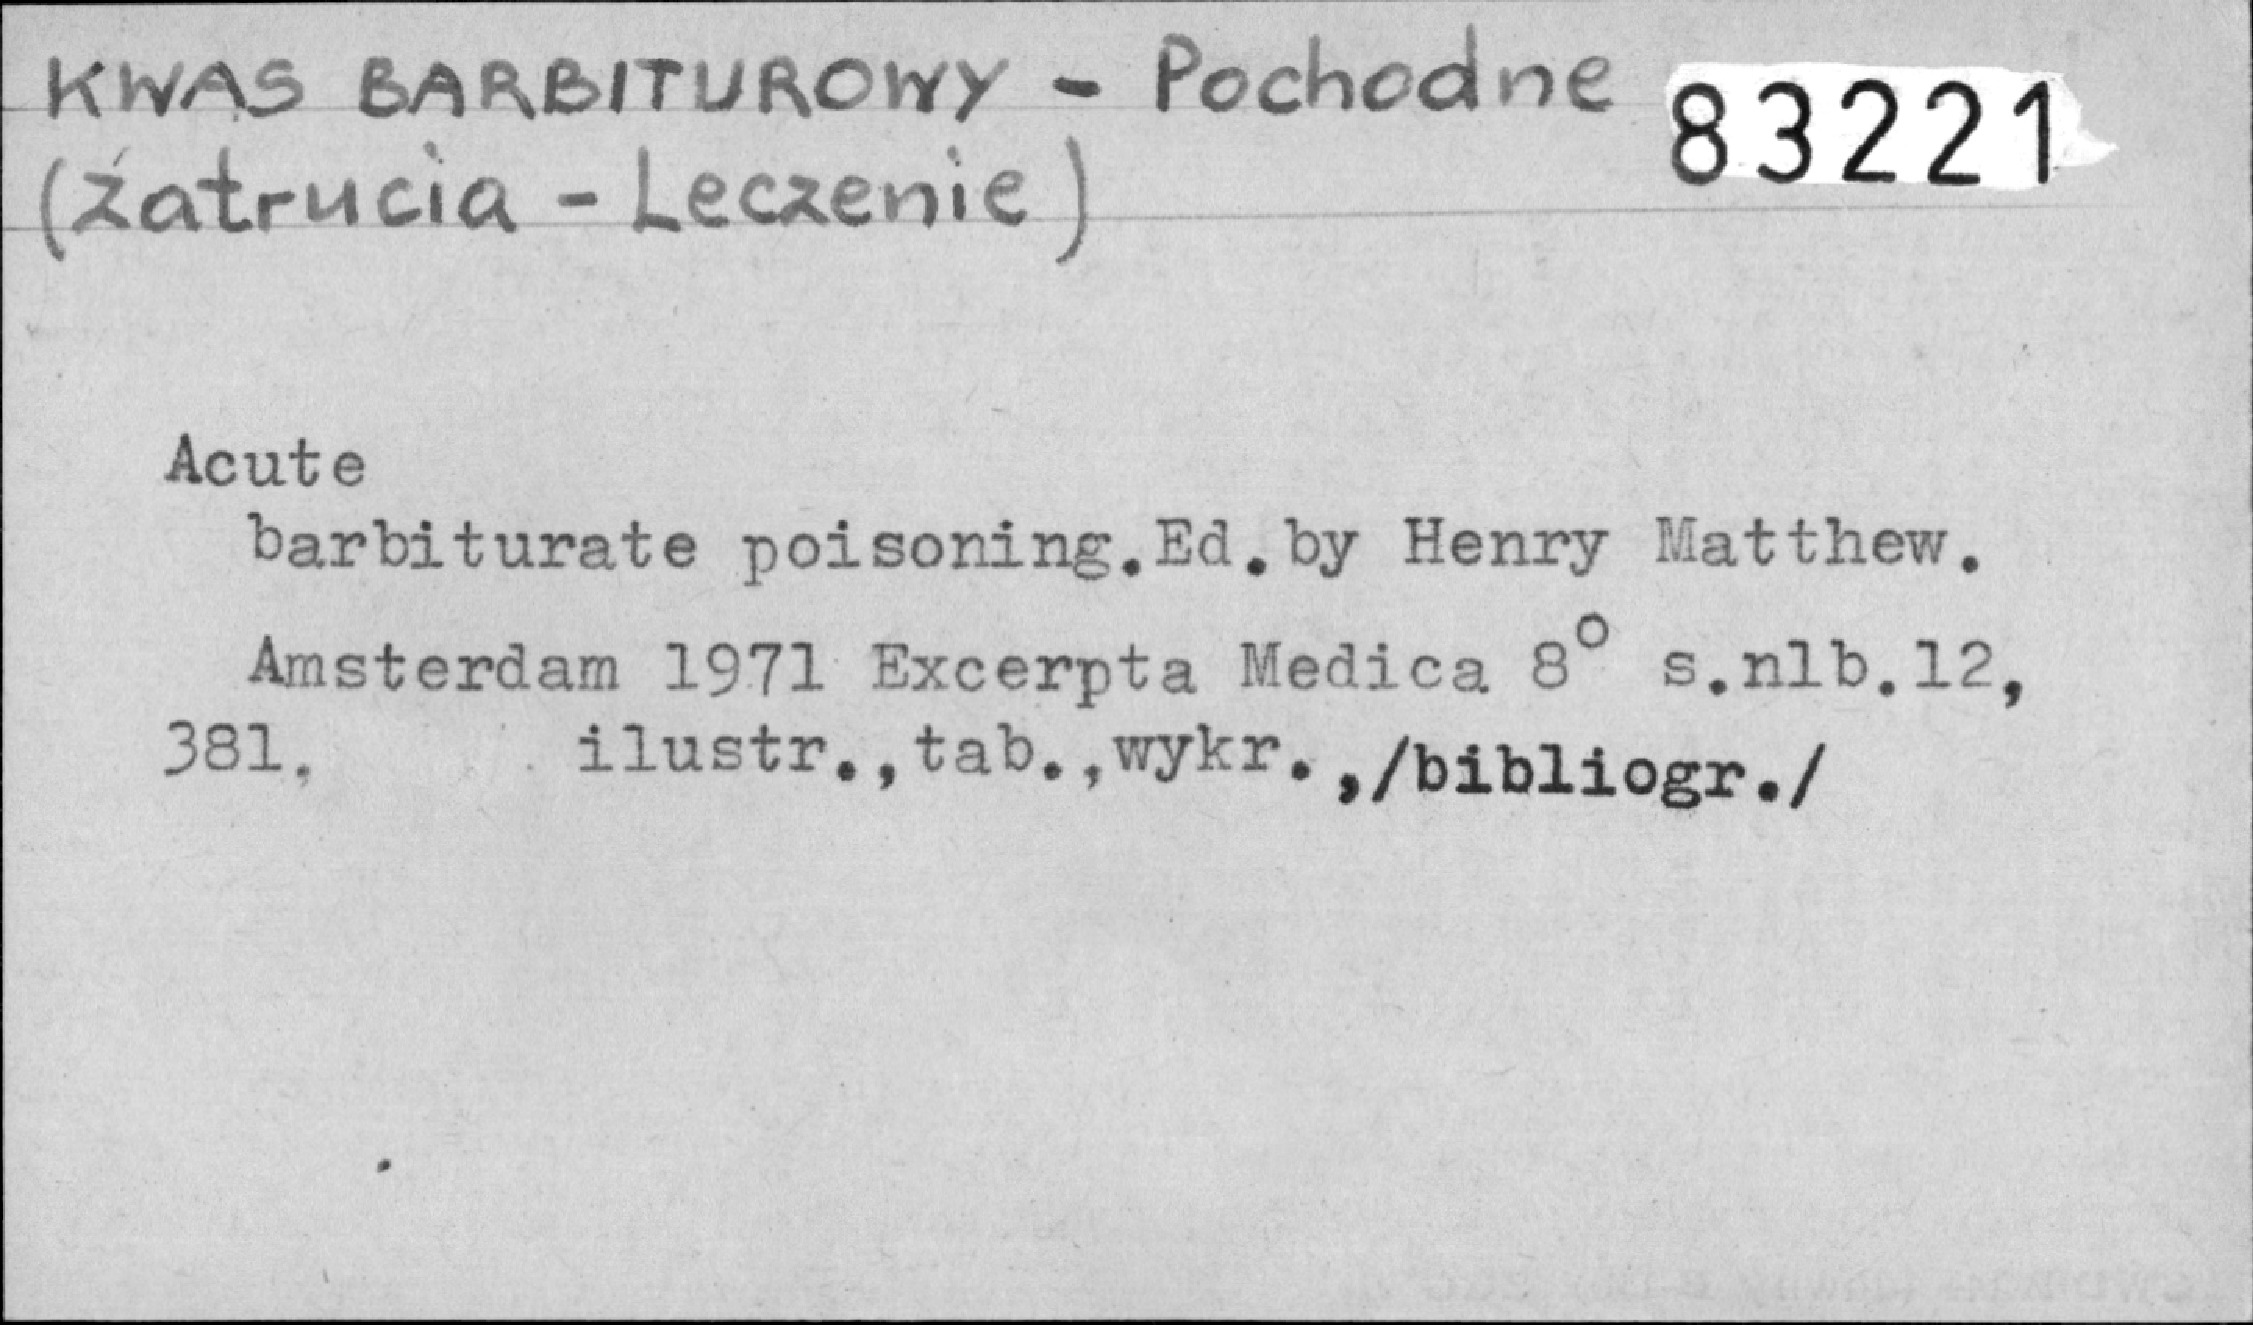 KWAS BARBITUROWY - Pochodne
83221
(Zatrucia - Leczenie)
Acute
barbiturate poisoning.Ed.by Henry Matthew.
Amsterdam 1971 Excerpta Medica 8° s.nlb.12,
381. ilustr.,tab.,wykr.,/bibliogr./